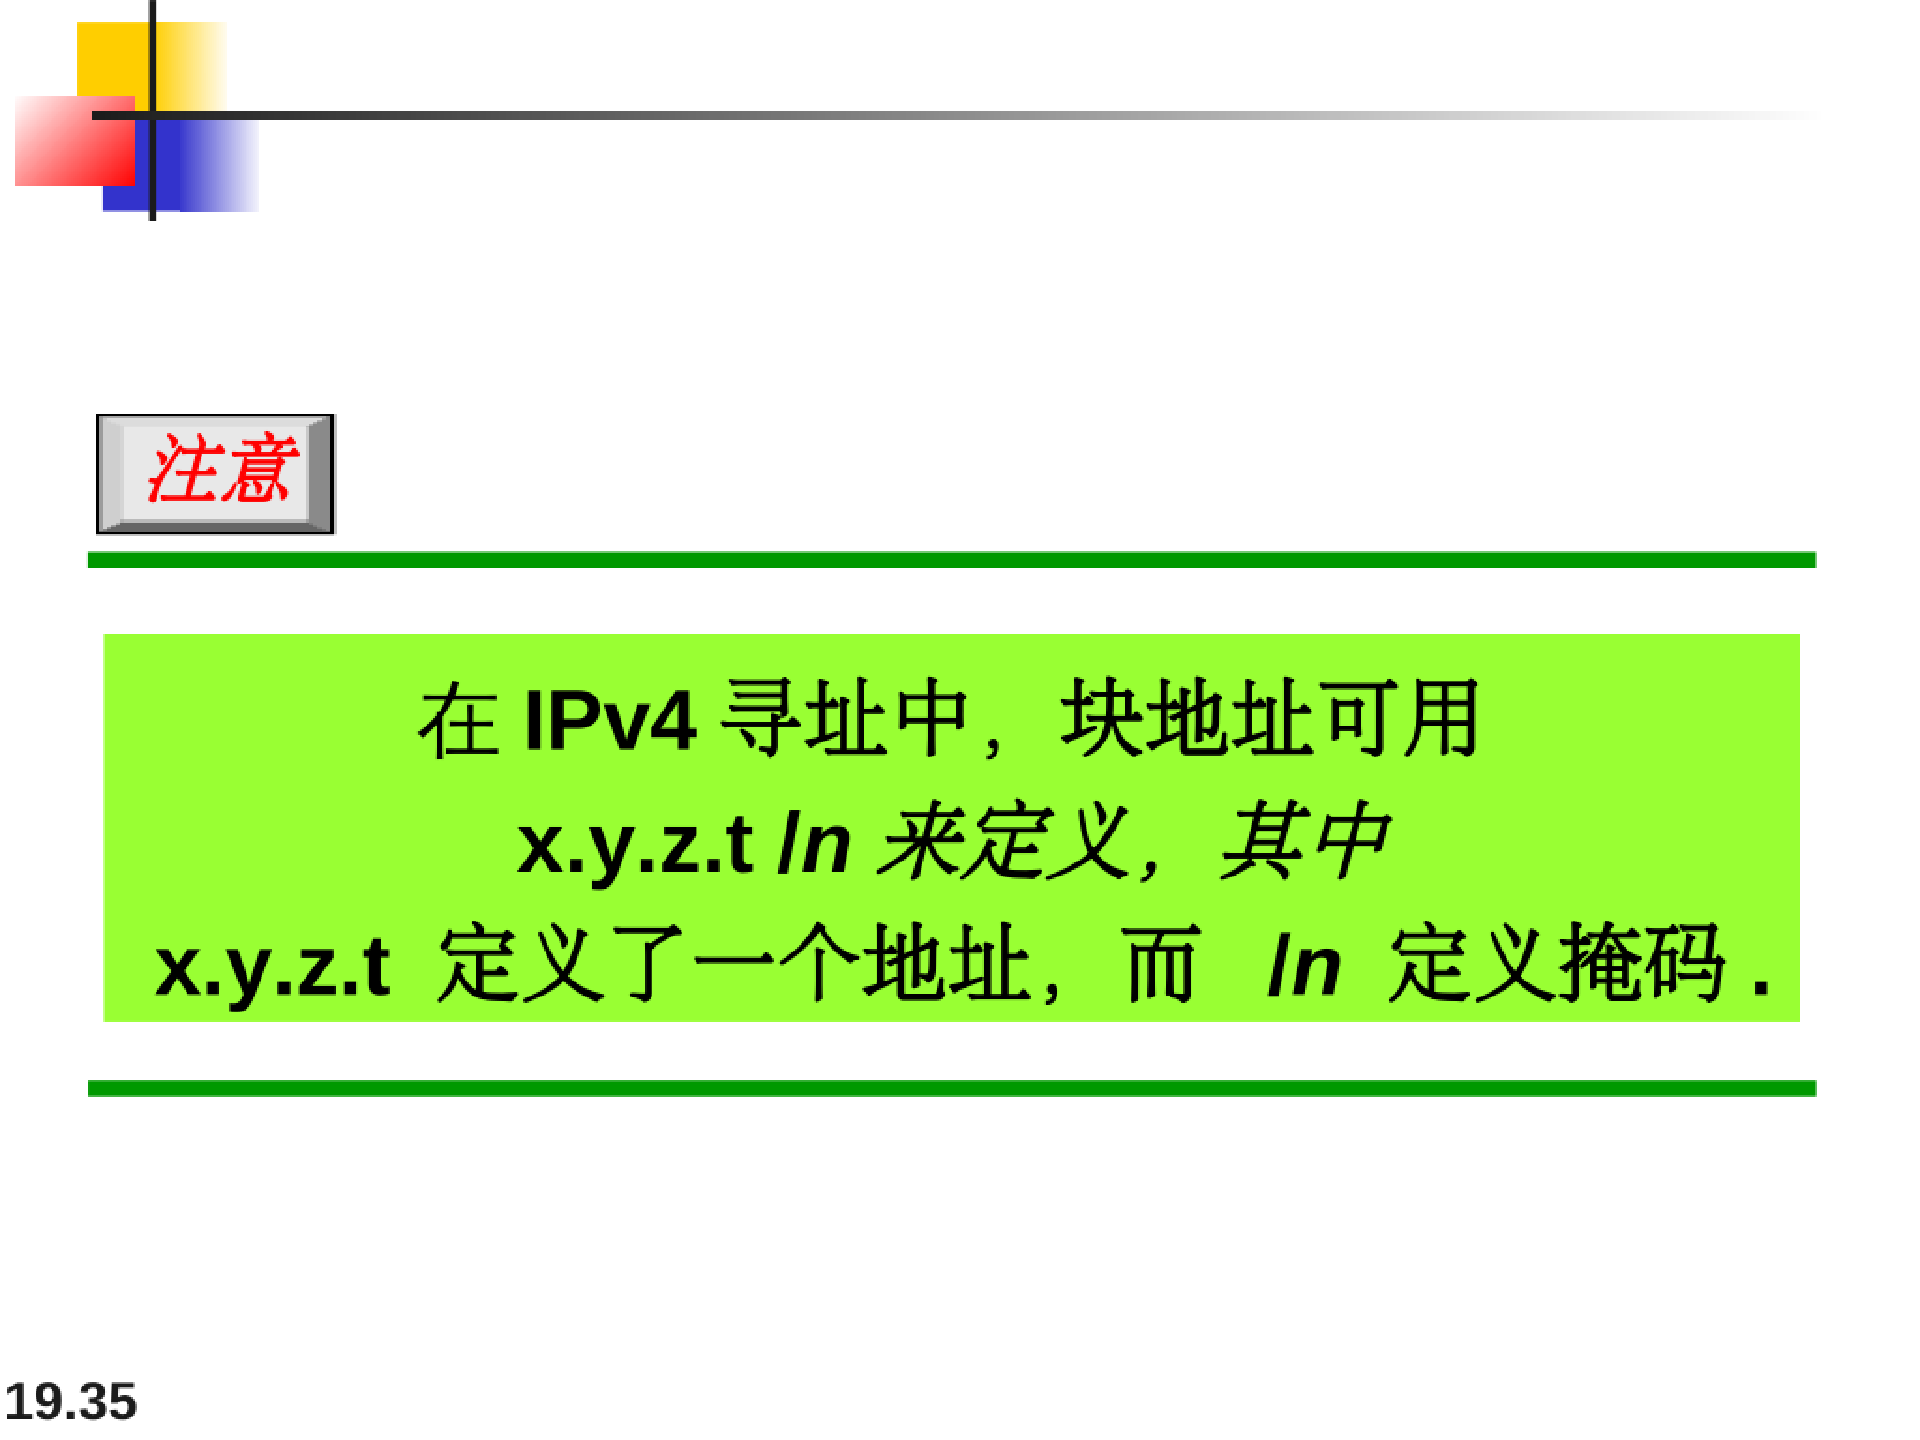 注意
在 IPv4 寻址中，块地址可用
x.y.z.t /n 来定义，其中
x.y.z.t 定义了一个地址，而 /n 定义掩码 .
19.35